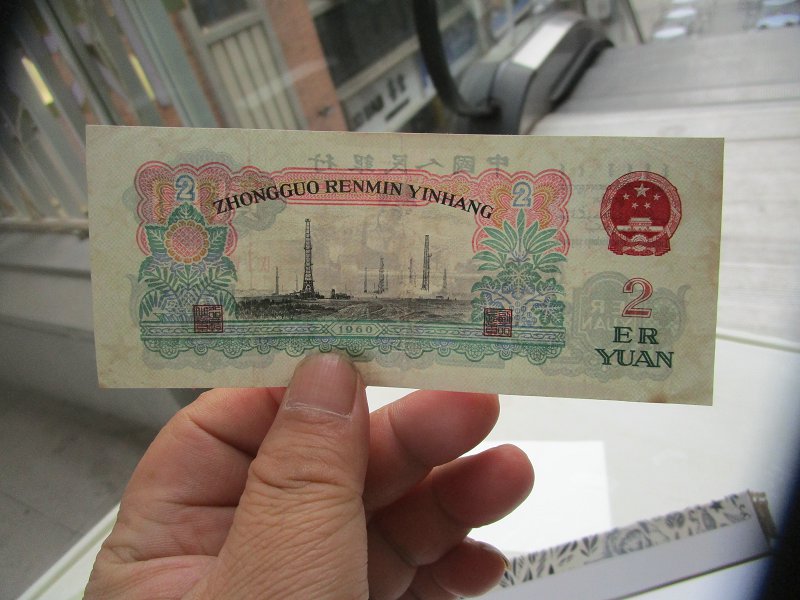 2 2
ZHONGGUO RENMIN YINHANG
1960
2
ER
YUAN